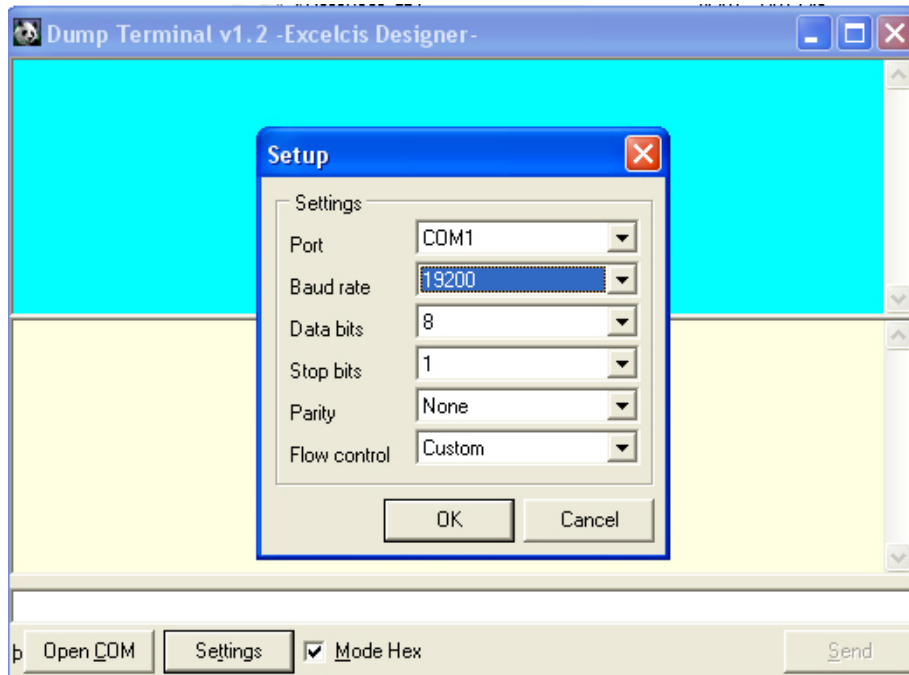 Dump Terminal v1.2 -Excelcis Designer-
Setup
Settings
Port COM1
Baud rate 19200
Data bits 8
Stop bits 1
Parity None
Flow control Custom
OK Cancel
þ Open COM Settings Mode Hex Send